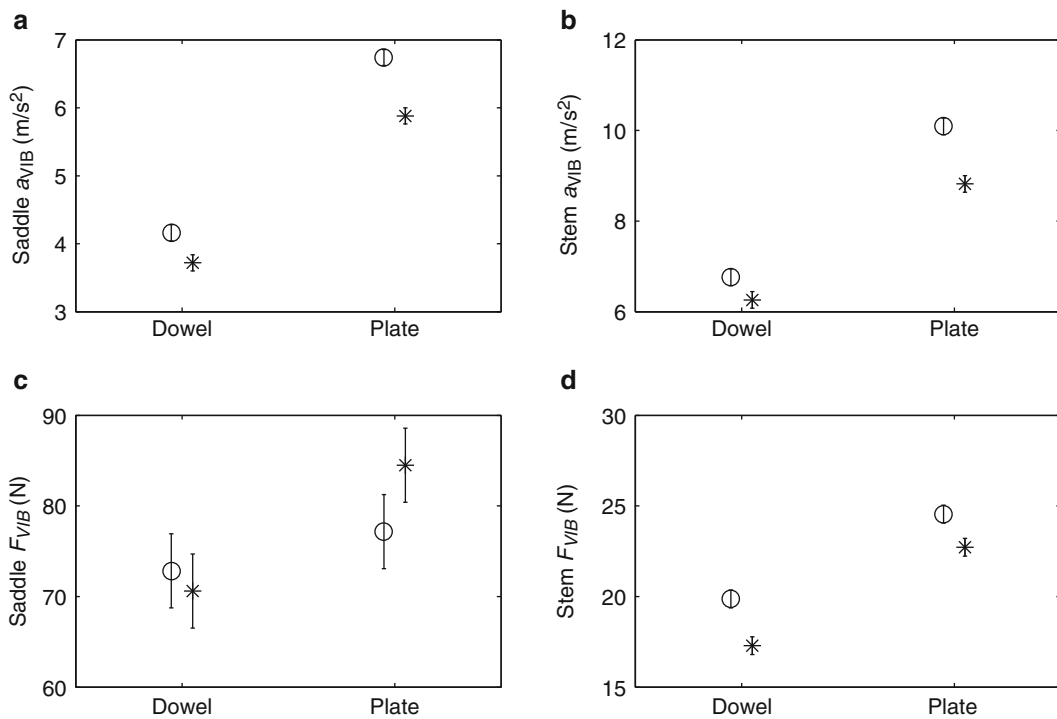 a
7
6
5
4
3
Saddle aVIB (m/s²)
Dowel Plate
b
12
10
8
6
Stem aVIB (m/s²)
Dowel Plate
c
90
80
70
60
Saddle FVIB (N)
Dowel Plate
d
30
25
20
15
Stem FVIB (N)
Dowel Plate